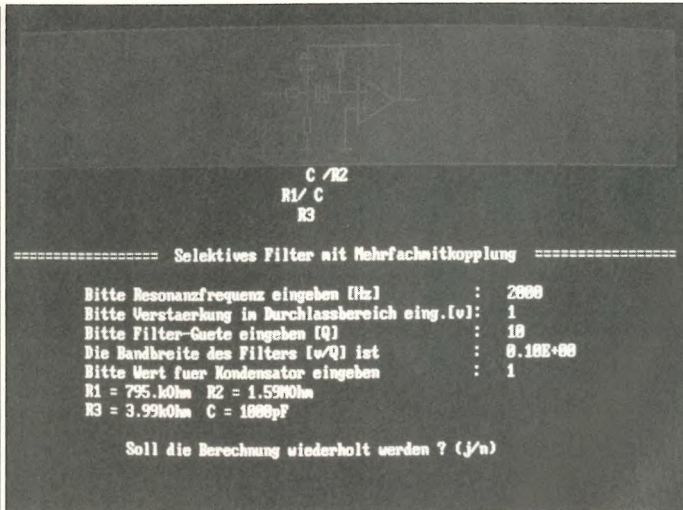 C /R2
R1/ C
R3
================= Selektives Filter mit Mehrfachmitkopplung =================
Bitte Resonanzfrequenz eingeben [Hz] : 2000
Bitte Verstaerkung im Durchlassbereich eing.[v]: 1
Bitte Filter-Guete eingeben [Q] : 10
Die Bandbreite des Filters [v/Q] ist : 0.10E+00
Bitte Wert fuer Kondensator eingeben : 1
R1 = 795.kOhm R2 = 1.59MOhm
R3 = 3.99kOhm C = 1000pF
Soll die Berechnung wiederholt werden ? (j/n)